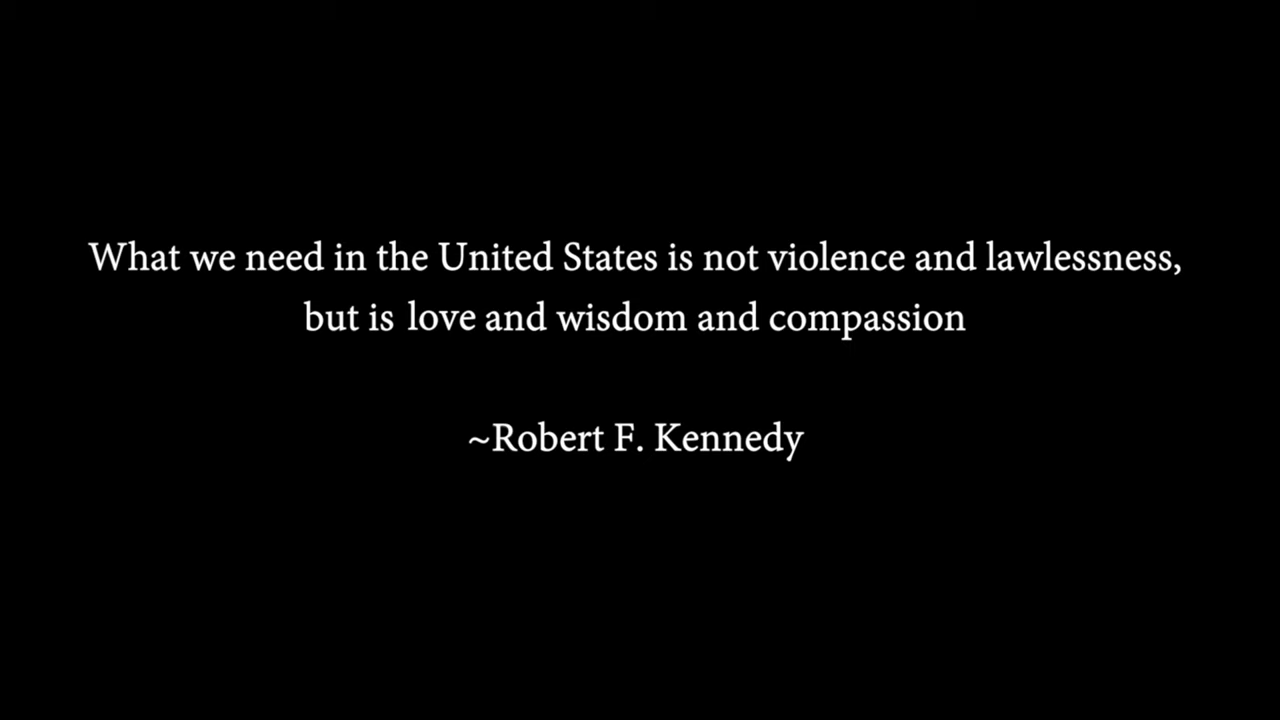 What we need in the United States is not violence and lawlessness,
but is love and wisdom and compassion
~Robert F. Kennedy